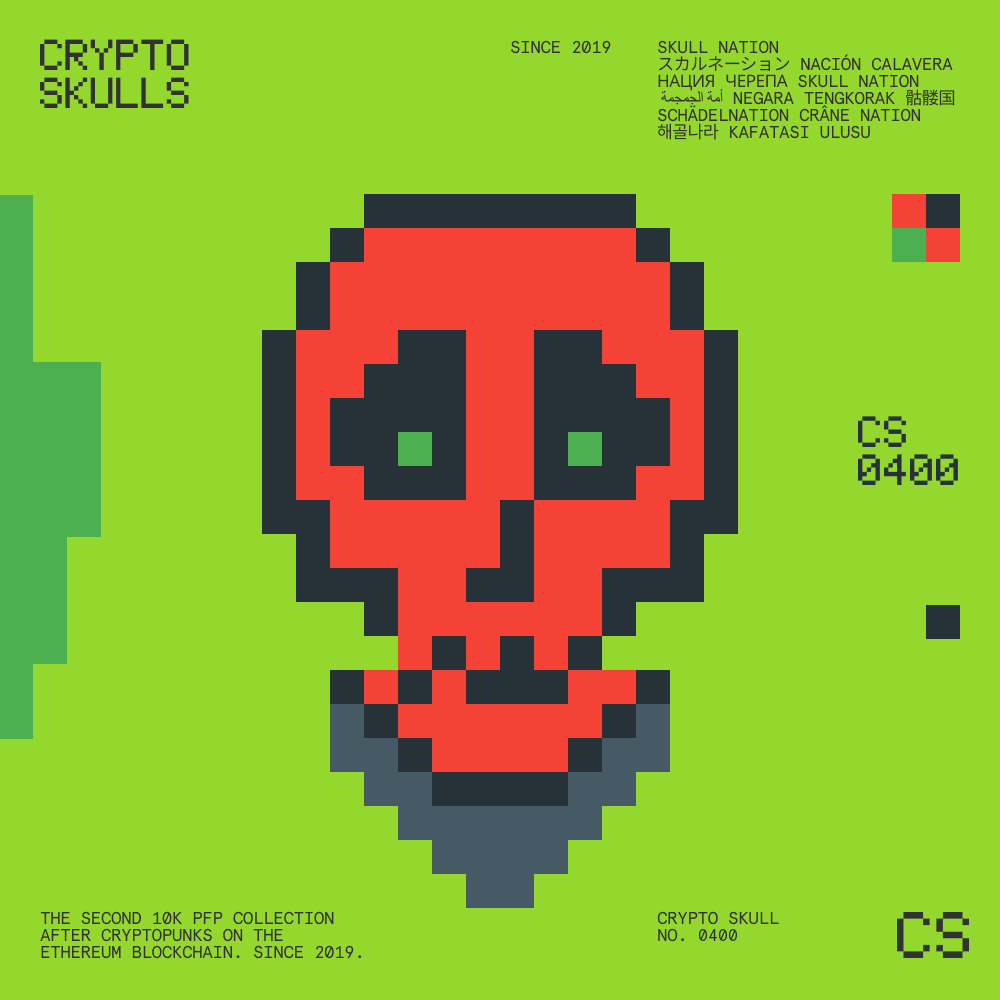 CRYPTO
SKULLS
SINCE 2019
SKULL NATION
スカルネーション NACIÓN CALAVERA
НАЦИЯ ЧЕРЕПА SKULL NATION
أمة الجمجمة NEGARA TENGKORAK 骷髅国
SCHÄDELNATION CRÂNE NATION
해골나라 KAFATASI ULUSU
CS
0400
THE SECOND 10K PFP COLLECTION
AFTER CRYPTOPUNKS ON THE
ETHEREUM BLOCKCHAIN. SINCE 2019.
CRYPTO SKULL
NO. 0400
CS